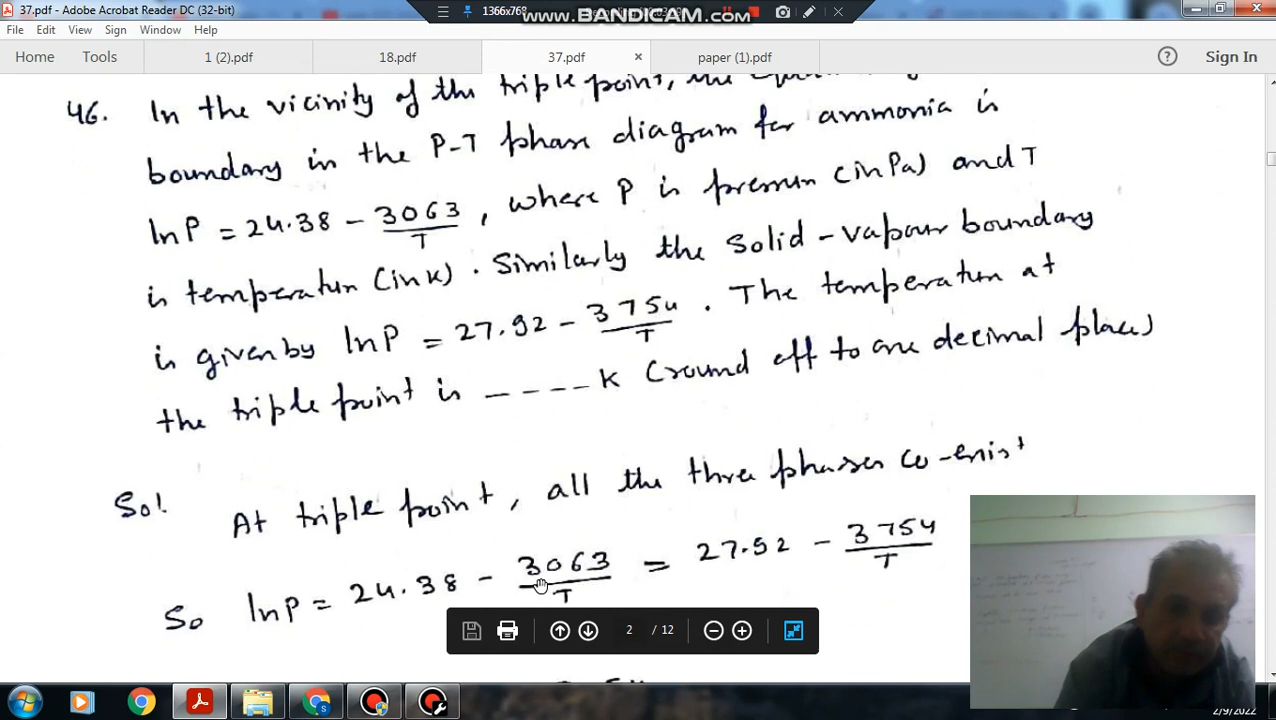 37.pdf - Adobe Acrobat Reader DC (32-bit)
1366x768
www.BANDICAM.com
File Edit View Sign Window Help
Home Tools 1 (2).pdf 18.pdf 37.pdf × paper (1).pdf Sign In
46. In the vicinity of the triple point, the
boundary in the P-T phase diagram for ammonia is
ln P = 24.38 - 3063/T, where P is pressure (in Pa) and T
is temperature (in K). Similarly the solid-vapour boundary
is given by ln P = 27.92 - 3754/T. The temperature at
the triple point is ---- K (round off to one decimal place)
Sol. At triple point, all the three phases co-exist
So ln P = 24.38 - 3063/T = 27.92 - 3754/T
2 / 12
2/9/2022